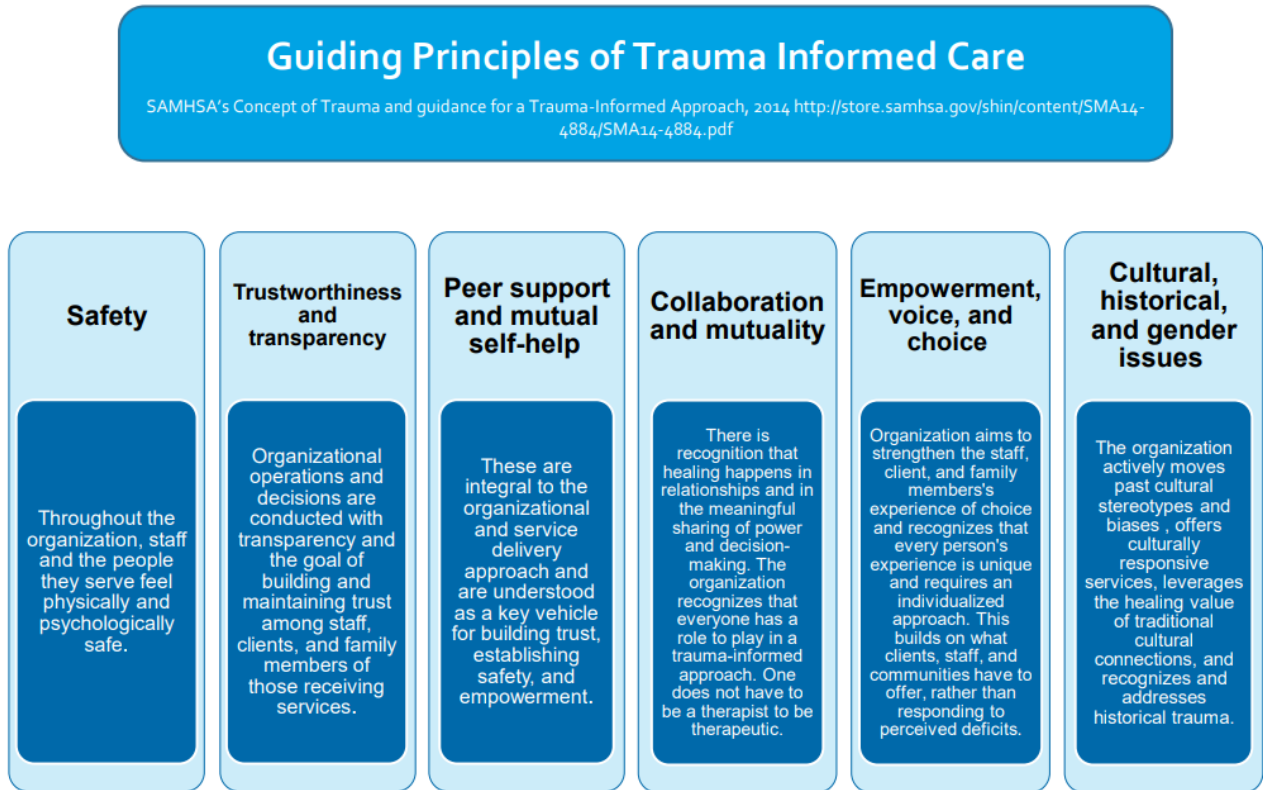 Guiding Principles of Trauma Informed Care
SAMHSA's Concept of Trauma and guidance for a Trauma-Informed Approach, 2014 http://store.samhsa.gov/shin/content/SMA14-
4884/SMA14-4884.pdf
Safety
Throughout the
organization, staff
and the people
they serve feel
physically and
psychologically
safe.
Trustworthiness
and
transparency
Organizational
operations and
decisions are
conducted with
transparency and
the goal of
building and
maintaining trust
among staff,
clients, and family
members of
those receiving
services.
Peer support
and mutual
self-help
These are
integral to the
organizational
and service
delivery
approach and
are understood
as a key vehicle
for building trust,
establishing
safety, and
empowerment.
Collaboration
and mutuality
There is
recognition that
healing happens in
relationships and in
the meaningful
sharing of power
and decision-
making. The
organization
recognizes that
everyone has a
role to play in a
trauma-informed
approach. One
does not have to
be a therapist to be
therapeutic.
Empowerment,
voice, and
choice
Organization aims to
strengthen the staff,
client, and family
members's
experience of choice
and recognizes that
every person's
experience is unique
and requires an
individualized
approach. This
builds on what
clients, staff, and
communities have to
offer, rather than
responding to
perceived deficits.
Cultural,
historical,
and gender
issues
The organization
actively moves
past cultural
stereotypes and
biases , offers
culturally
responsive
services, leverages
the healing value
of traditional
cultural
connections, and
recognizes and
addresses
historical trauma.